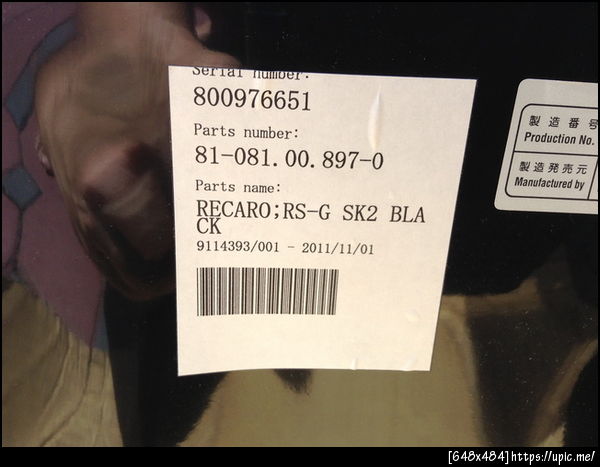 Serial number:
800976651
Parts number:
81-081.00.897-0
Parts name:
RECARO;RS-G SK2 BLA
CK
9114393/001 - 2011/11/01
製造番号
Production No.
製造発売元
Manufactured by
[648x484]https://upic.me/